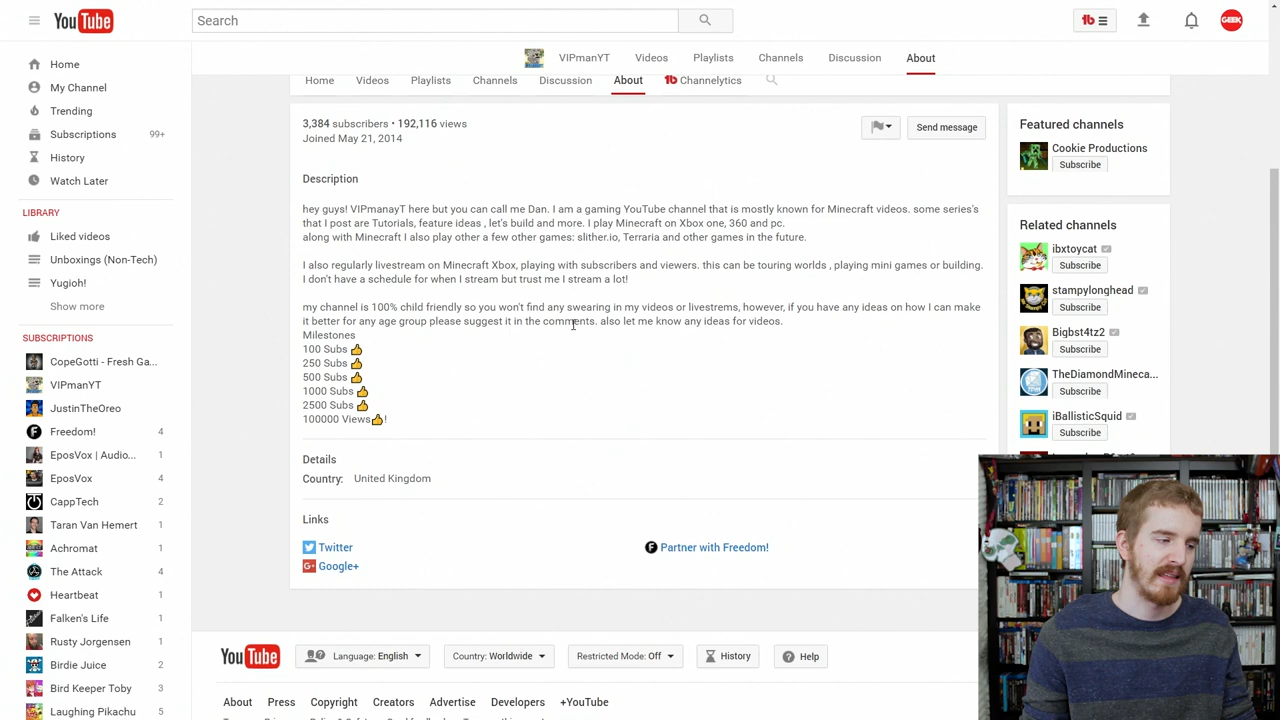 YouTube
Search
tb
GEEK
VIPmanYT
Videos
Playlists
Channels
Discussion
About
Home
Videos
Playlists
Channels
Discussion
About
tb Channelytics
Home
My Channel
Trending
Subscriptions 99+
History
Watch Later
LIBRARY
Liked videos
Unboxings (Non-Tech)
Yugioh!
Show more
SUBSCRIPTIONS
CopeGotti - Fresh Ga...
VIPmanYT
JustinTheOreo
Freedom! 4
EposVox | Audio... 1
EposVox 4
CappTech 2
Taran Van Hemert 1
Achromat 1
The Attack 4
Heartbeat 1
Falken's Life 1
Rusty Jorgensen 1
Birdie Juice 2
Bird Keeper Toby 3
Laughing Pikachu 5
3,384 subscribers • 192,116 views
Joined May 21, 2014
Send message
Description
hey guys! VIPmanayT here but you can call me Dan. I am a gaming YouTube channel that is mostly known for Minecraft videos. some series's
that I post are Tutorials, feature ideas , let's build and more. I play Minecraft on Xbox one, 360 and pc.
along with Minecraft I also play other a few other games: slither.io, Terraria and other games in the future.
I also regularly livestream on Minecraft Xbox, playing with subscribers and viewers. this can be touring worlds , playing mini games or building.
I don't have a schedule for when I stream but trust me I stream a lot!
my channel is 100% child friendly so you won't find any swearing in my videos or livestrems, however, if you have any ideas on how I can make
it better for any age group please suggest it in the comments. also let me know any ideas for videos.
Milestones
100 Subs 👍
250 Subs 👍
500 Subs 👍
1000 Subs 👍
2500 Subs 👍
100000 Views👍!
Details
Country: United Kingdom
Links
Twitter
Partner with Freedom!
Google+
Featured channels
Cookie Productions
Subscribe
Related channels
ibxtoycat
Subscribe
stampylonghead
Subscribe
Bigbst4tz2
Subscribe
TheDiamondMineca...
Subscribe
iBallisticSquid
Subscribe
YouTube
Language: English
Country: Worldwide
Restricted Mode: Off
History
Help
About
Press
Copyright
Creators
Advertise
Developers
+YouTube